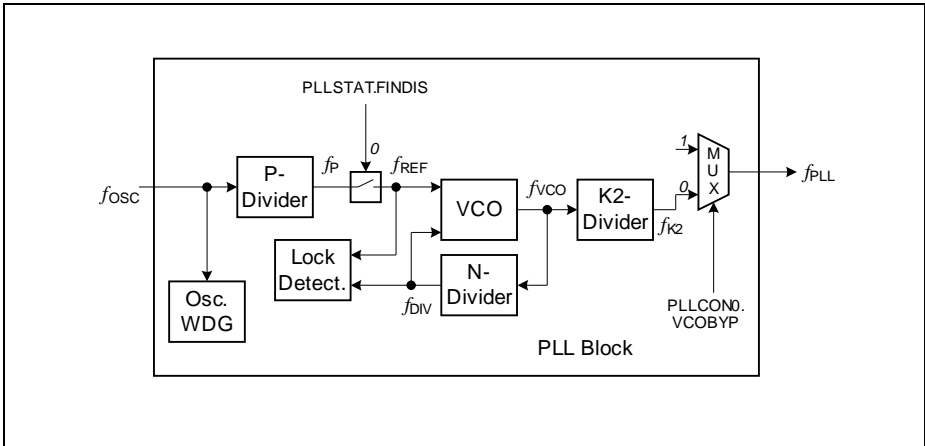 PLLSTAT.FINDIS
0
fOSC
P-
Divider
fP
fREF
VCO
fVCO
K2-
Divider
fK2
1
0
M
U
X
fPLL
Lock
Detect.
fDIV
N-
Divider
Osc.
WDG
PLLCON0.
VCOBYP
PLL Block